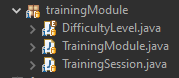 trainingModule
DifficultyLevel.java
TrainingModule.java
TrainingSession.java